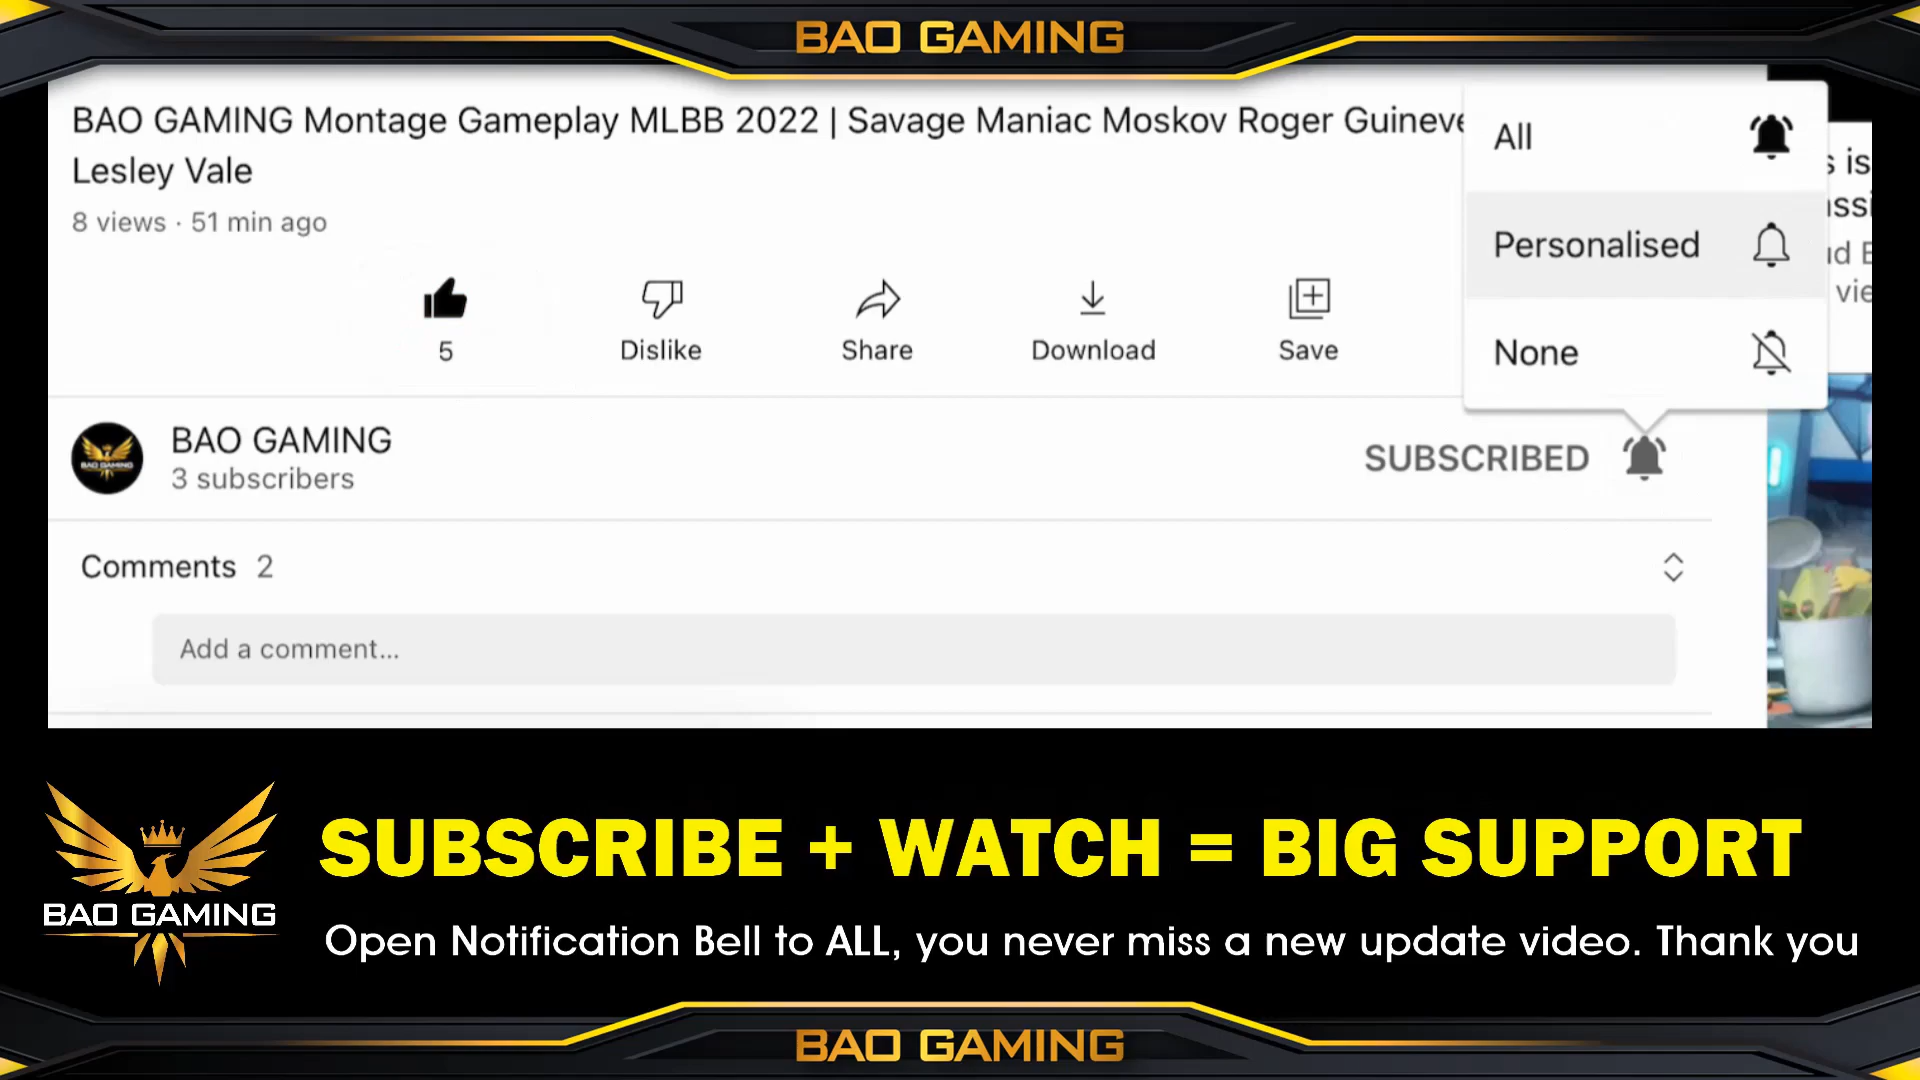 BAO GAMING
BAO GAMING Montage Gameplay MLBB 2022 | Savage Maniac Moskov Roger
Lesley Vale
8 views · 51 min ago
All
Personalised
None
is
5
Dislike
Share
Download
Save
BAO GAMING
BAO GAMING
3 subscribers
SUBSCRIBED
Comments 2
Add a comment...
SUBSCRIBE + WATCH = BIG SUPPORT
BAO GAMING
Open Notification Bell to ALL, you never miss a new update video. Thank you
BAO GAMING